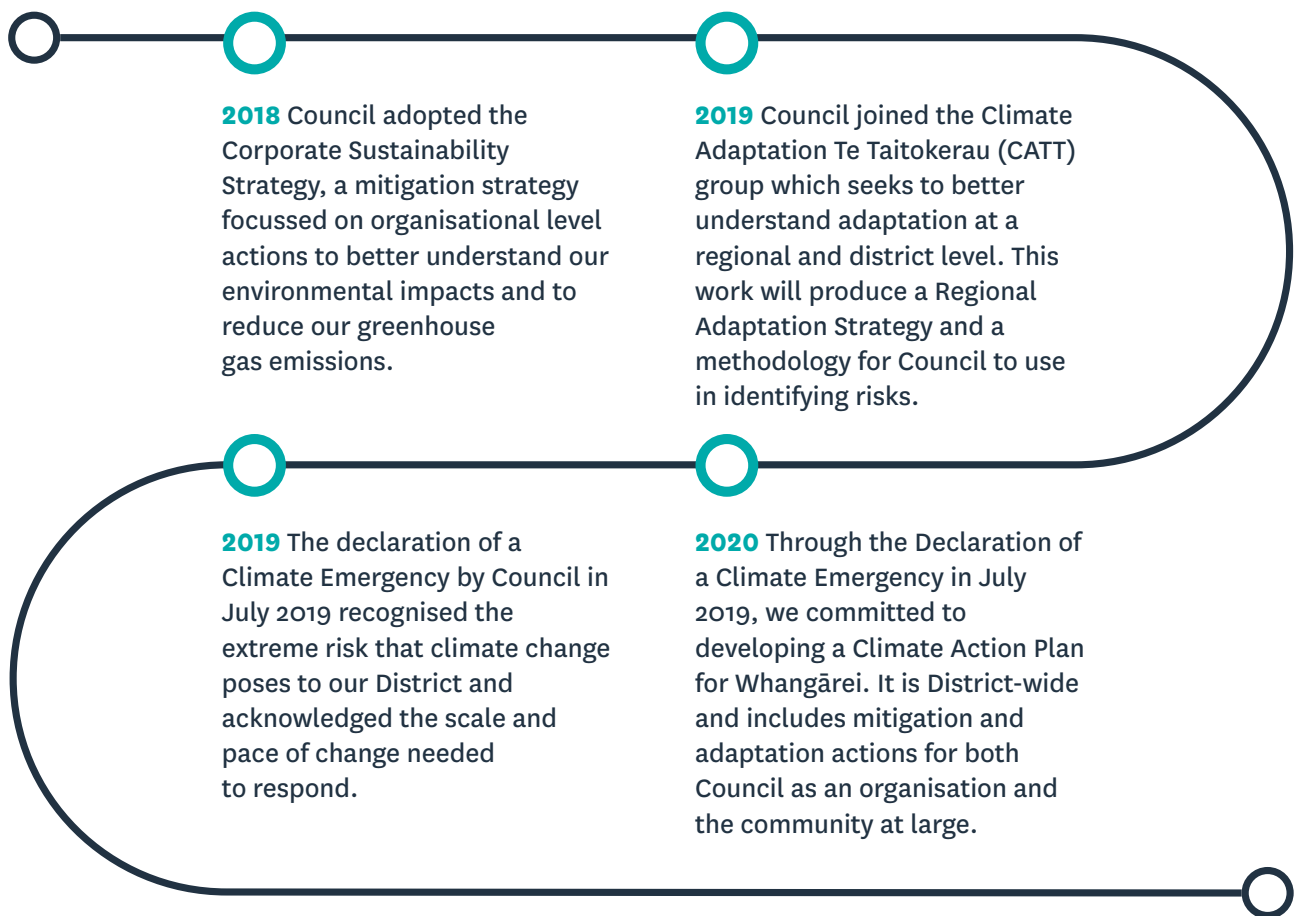 2018 Council adopted the
Corporate Sustainability
Strategy, a mitigation strategy
focussed on organisational level
actions to better understand our
environmental impacts and to
reduce our greenhouse
gas emissions.
2019 Council joined the Climate
Adaptation Te Taitokerau (CATT)
group which seeks to better
understand adaptation at a
regional and district level. This
work will produce a Regional
Adaptation Strategy and a
methodology for Council to use
in identifying risks.
2019 The declaration of a
Climate Emergency by Council in
July 2019 recognised the
extreme risk that climate change
poses to our District and
acknowledged the scale and
pace of change needed
to respond.
2020 Through the Declaration of
a Climate Emergency in July
2019, we committed to
developing a Climate Action Plan
for Whangārei. It is District-wide
and includes mitigation and
adaptation actions for both
Council as an organisation and
the community at large.